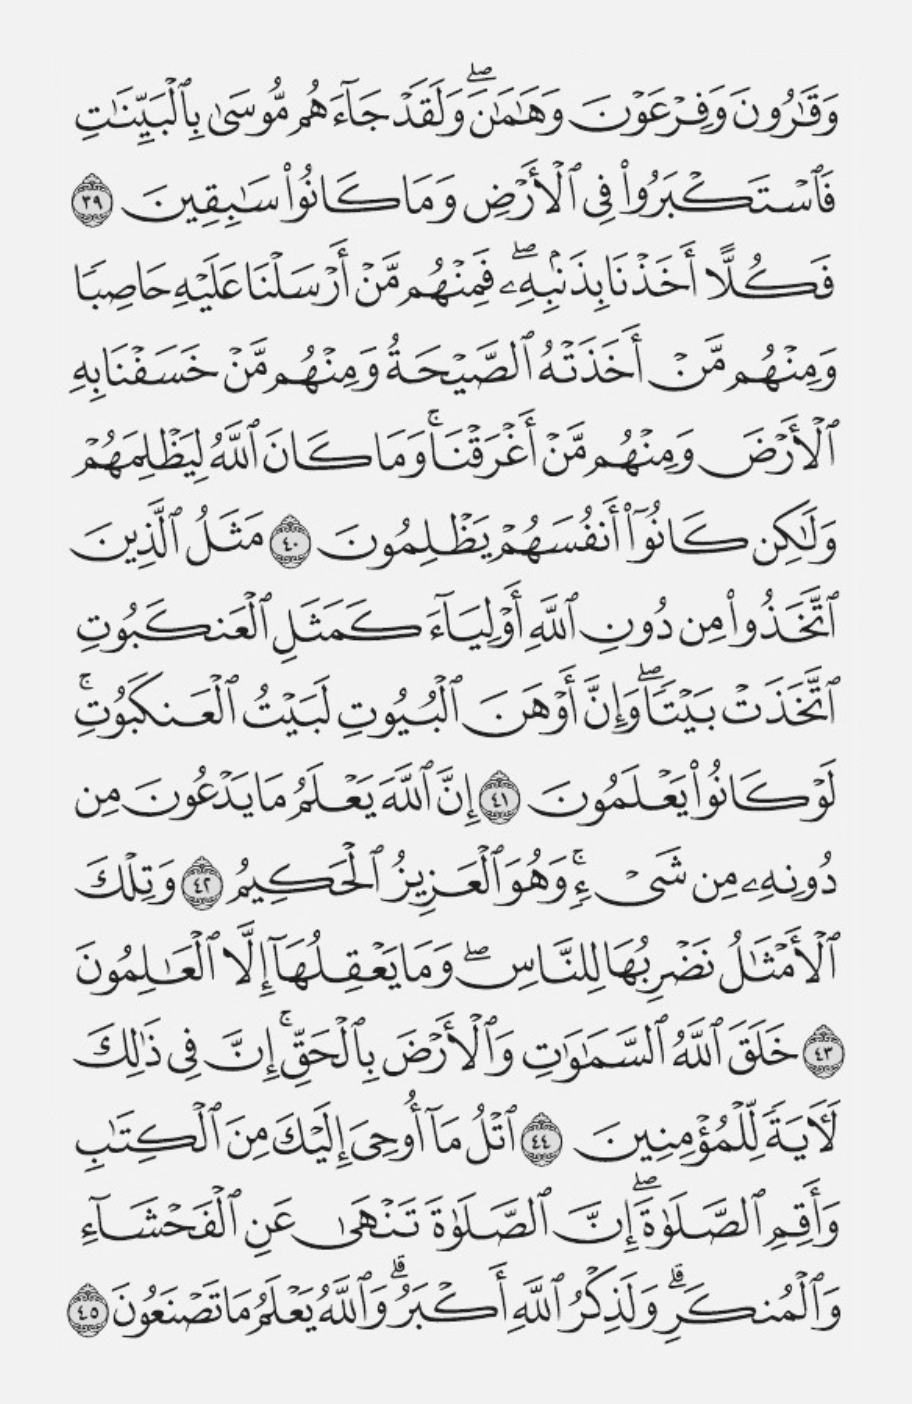 وَقَٰرُونَ وَفِرْعَوْنَ وَهَٰمَٰنَۖ وَلَقَدْ جَآءَهُم مُّوسَىٰ بِٱلْبَيِّنَٰتِ
فَٱسْتَكْبَرُوا۟ فِى ٱلْأَرْضِ وَمَا كَانُوا۟ سَٰبِقِينَ ٣٩
فَكُلًّا أَخَذْنَا بِذَنۢبِهِۦۖ فَمِنْهُم مَّنْ أَرْسَلْنَا عَلَيْهِ حَاصِبًا
وَمِنْهُم مَّنْ أَخَذَتْهُ ٱلصَّيْحَةُ وَمِنْهُم مَّنْ خَسَفْنَا بِهِ
ٱلْأَرْضَ وَمِنْهُم مَّنْ أَغْرَقْنَاۚ وَمَا كَانَ ٱللَّهُ لِيَظْلِمَهُمْ
وَلَٰكِن كَانُوٓا۟ أَنفُسَهُمْ يَظْلِمُونَ ٤٠ مَثَلُ ٱلَّذِينَ
ٱتَّخَذُوا۟ مِن دُونِ ٱللَّهِ أَوْلِيَآءَ كَمَثَلِ ٱلْعَنكَبُوتِ
ٱتَّخَذَتْ بَيْتًاۖ وَإِنَّ أَوْهَنَ ٱلْبُيُوتِ لَبَيْتُ ٱلْعَنكَبُوتِۚ
لَوْ كَانُوا۟ يَعْلَمُونَ ٤١ إِنَّ ٱللَّهَ يَعْلَمُ مَا يَدْعُونَ مِن
دُونِهِۦ مِن شَىْءٍۚ وَهُوَ ٱلْعَزِيزُ ٱلْحَكِيمُ ٤٢ وَتِلْكَ
ٱلْأَمْثَٰلُ نَضْرِبُهَا لِلنَّاسِۖ وَمَا يَعْقِلُهَآ إِلَّا ٱلْعَٰلِمُونَ
٤٣ خَلَقَ ٱللَّهُ ٱلسَّمَٰوَٰتِ وَٱلْأَرْضَ بِٱلْحَقِّۚ إِنَّ فِى ذَٰلِكَ
لَءَايَةً لِّلْمُؤْمِنِينَ ٤٤ ٱتْلُ مَآ أُوحِىَ إِلَيْكَ مِنَ ٱلْكِتَٰبِ
وَأَقِمِ ٱلصَّلَوٰةَۖ إِنَّ ٱلصَّلَوٰةَ تَنْهَىٰ عَنِ ٱلْفَحْشَآءِ
وَٱلْمُنكَرِۗ وَلَذِكْرُ ٱللَّهِ أَكْبَرُۗ وَٱللَّهُ يَعْلَمُ مَا تَصْنَعُونَ ٤٥